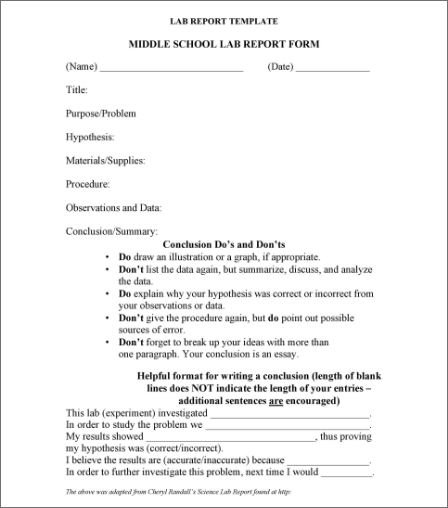 LAB REPORT TEMPLATE
MIDDLE SCHOOL LAB REPORT FORM
(Name) ____________________________ (Date) ____________________
Title:
Purpose/Problem
Hypothesis:
Materials/Supplies:
Procedure:
Observations and Data:
Conclusion/Summary:
Conclusion Do's and Don'ts
• Do draw an illustration or a graph, if appropriate.
• Don't list the data again, but summarize, discuss, and analyze
the data.
• Do explain why your hypothesis was correct or incorrect from
your observations or data.
• Don't give the procedure again, but do point out possible
sources of error.
• Don't forget to break up your ideas with more than
one paragraph. Your conclusion is an essay.
Helpful format for writing a conclusion (length of blank
lines does NOT indicate the length of your entries –
additional sentences are encouraged)
This lab (experiment) investigated ________________________________.
In order to study the problem we _________________________________.
My results showed __________________________________, thus proving
my hypothesis was (correct/incorrect).
I believe the results are (accurate/inaccurate) because ________________.
In order to further investigate this problem, next time I would __________.
The above was adapted from Cheryl Randall's Science Lab Report found at http: